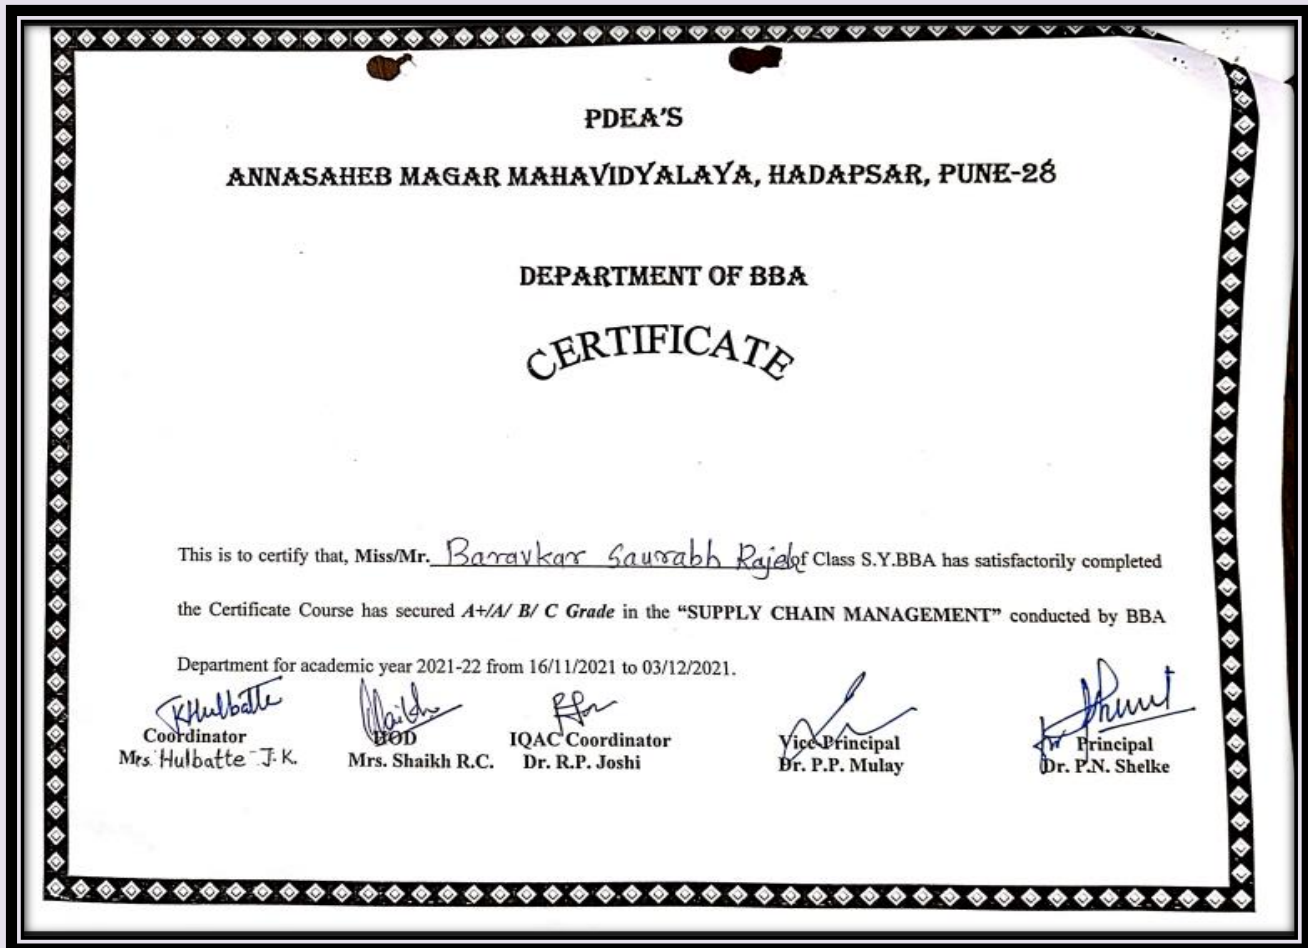 PDEA'S
ANNASAHEB MAGAR MAHAVIDYALAYA, HADAPSAR, PUNE-28
DEPARTMENT OF BBA
CERTIFICATE
This is to certify that, Miss/Mr. Baravkar Saurabh of Class S.Y.BBA has satisfactorily completed
the Certificate Course has secured A+/A/ B/ C Grade in the “SUPPLY CHAIN MANAGEMENT” conducted by BBA
Department for academic year 2021-22 from 16/11/2021 to 03/12/2021.
Hulbatte
Coordinator HOD IQAC Coordinator Vice Principal Principal
Mrs. Hulbatte J.K. Mrs. Shaikh R.C. Dr. R.P. Joshi Dr. P.P. Mulay Dr. P.N. Shelke